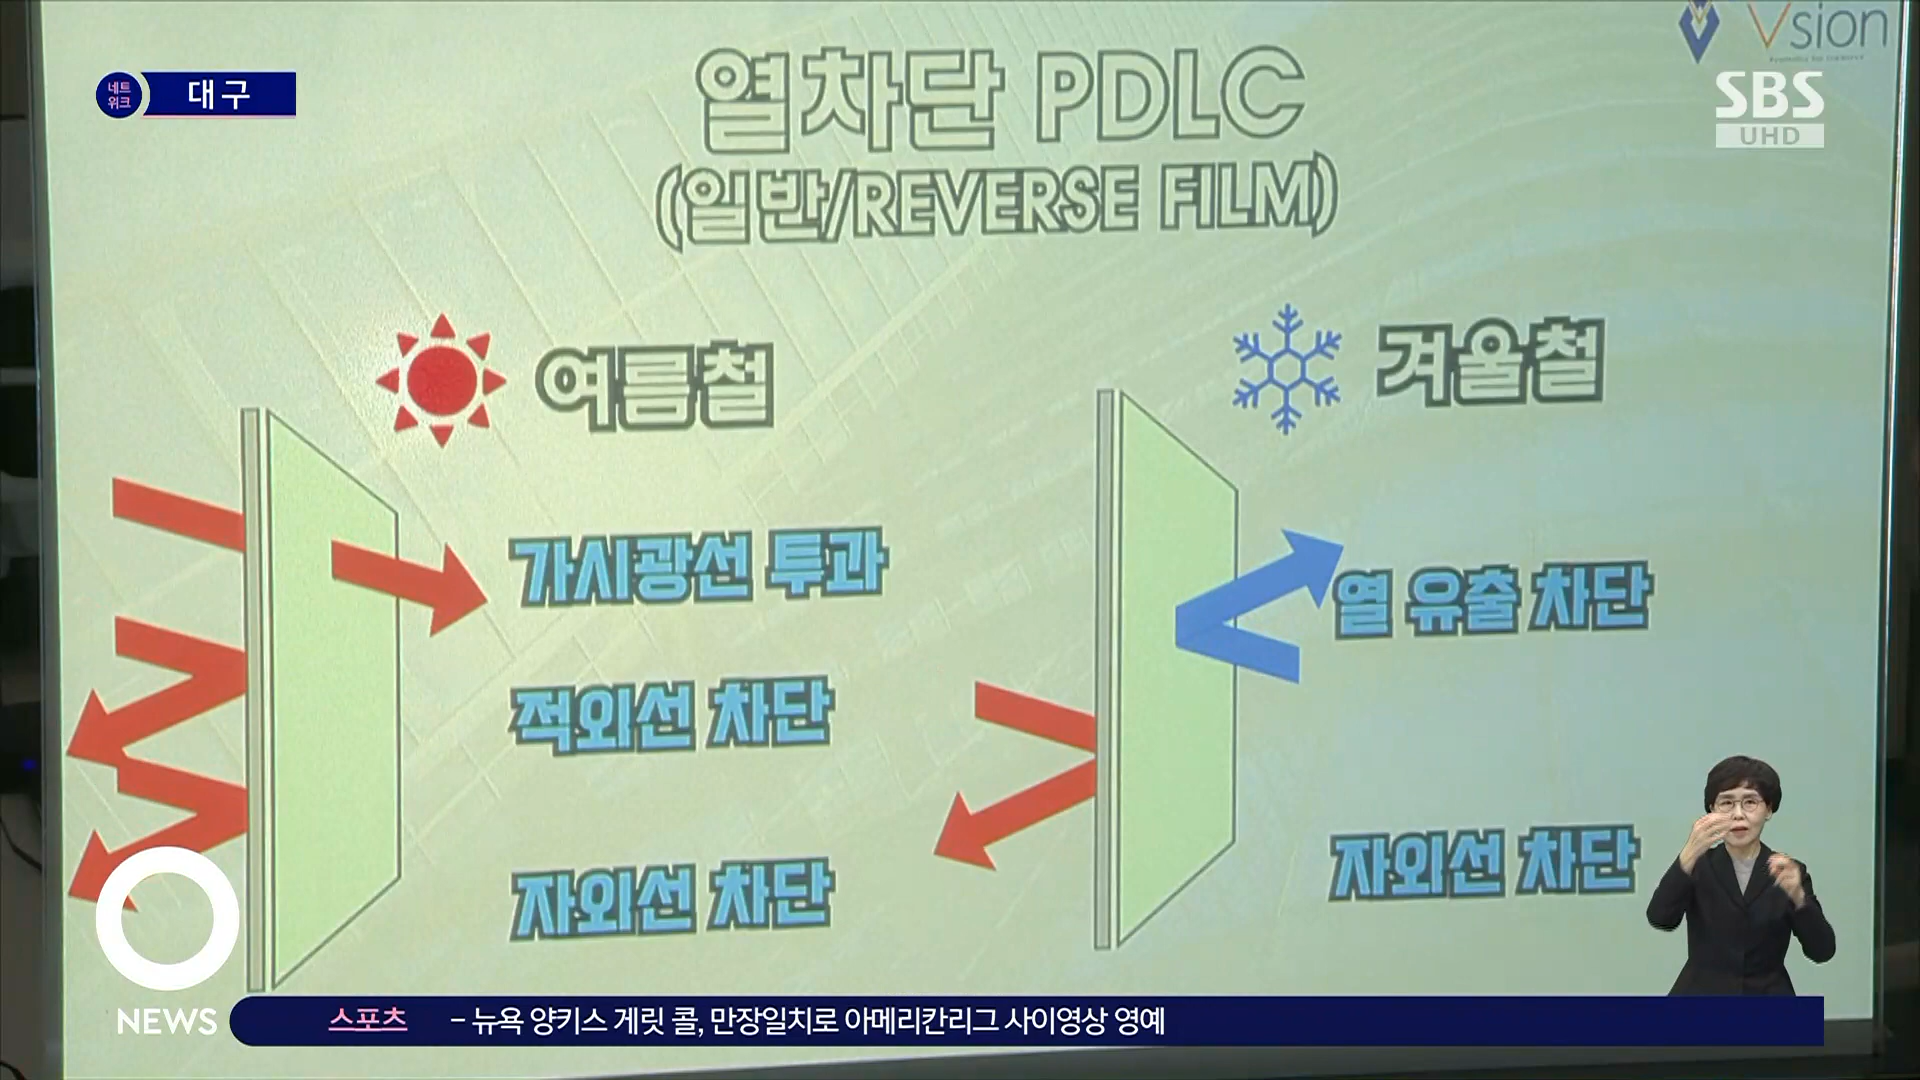 Vsion
네트워크
대구
SBS
UHD
열차단 PDLC
(일반/REVERSE FILM)
여름철
겨울철
가시광선 투과
열 유출 차단
적외선 차단
자외선 차단
자외선 차단
NEWS
스포츠
- 뉴욕 양키스 게릿 콜, 만장일치로 아메리칸리그 사이영상 영예